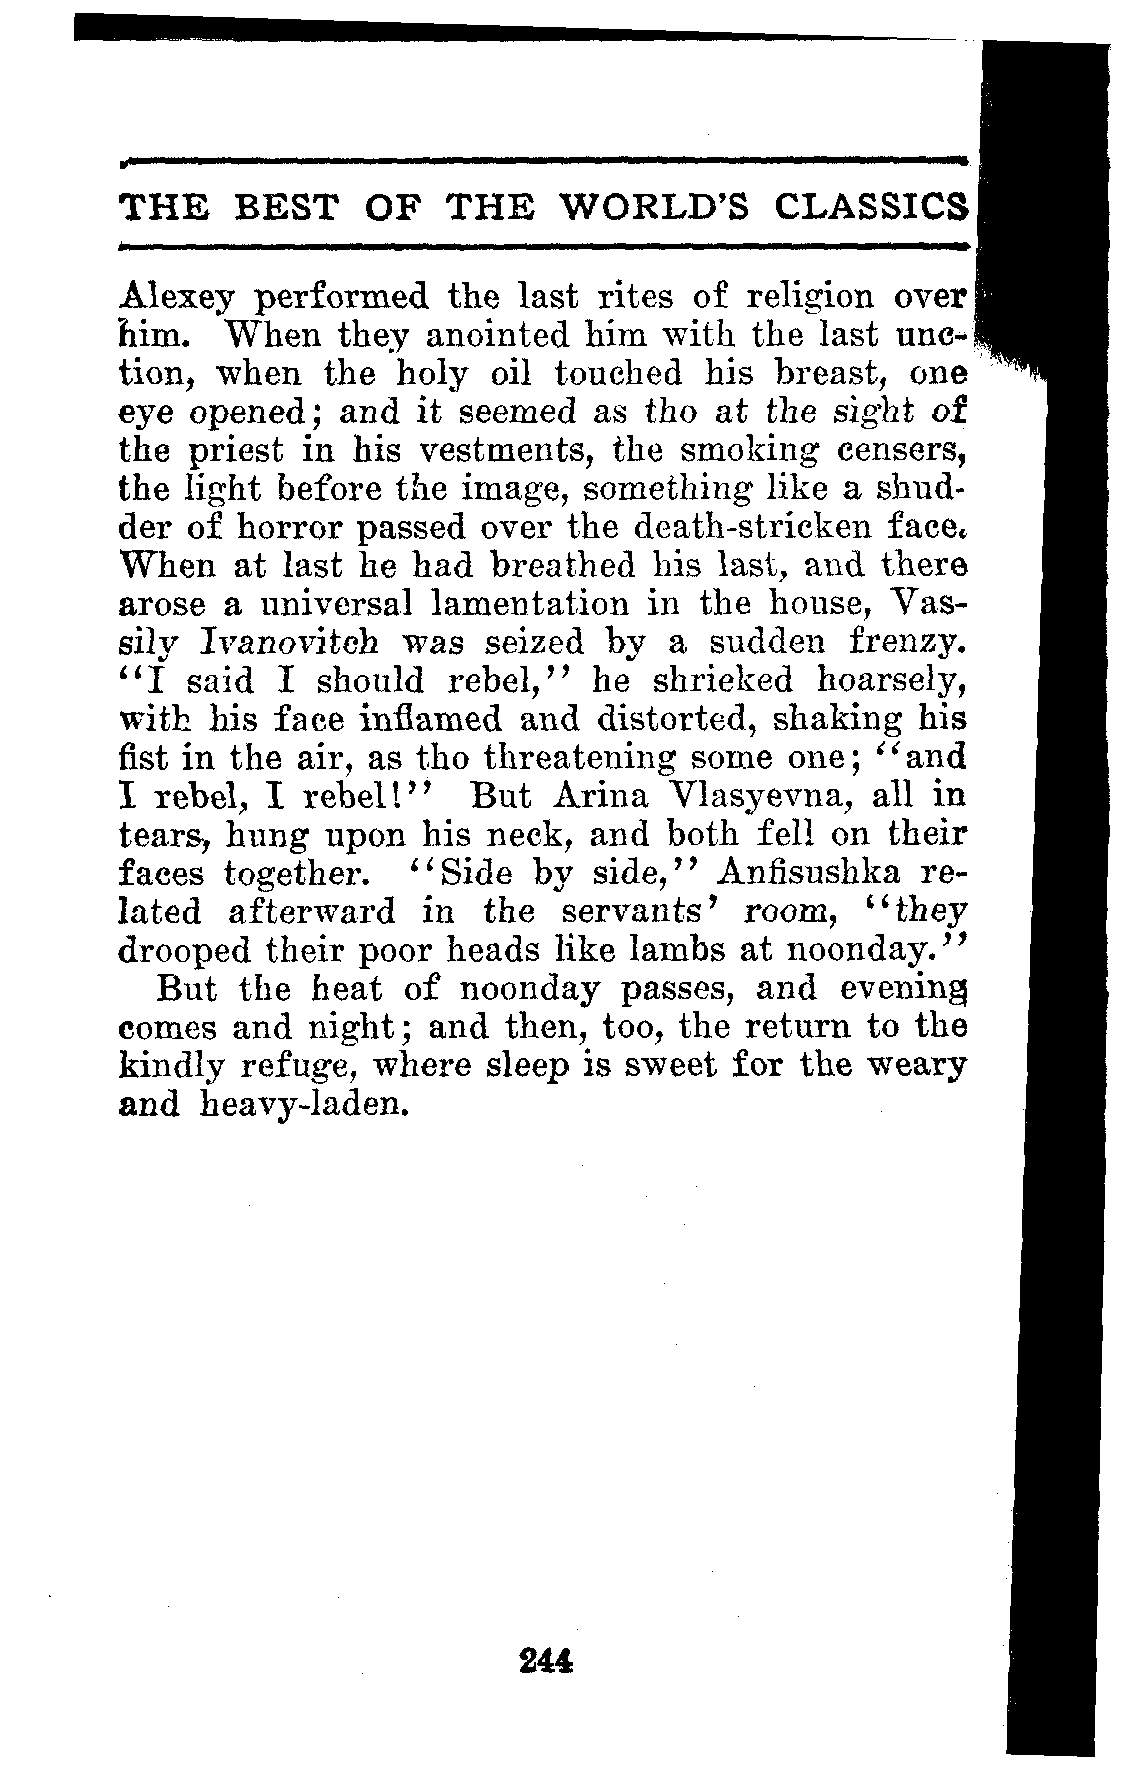 THE BEST OF THE WORLD'S CLASSICS
Alexey performed the last rites of religion over
him. When they anointed him with the last unc-
tion, when the holy oil touched his breast, one
eye opened; and it seemed as tho at the sight of
the priest in his vestments, the smoking censers,
the light before the image, something like a shud-
der of horror passed over the death-stricken face.
When at last he had breathed his last, and there
arose a universal lamentation in the house, Vas-
sily Ivanovitch was seized by a sudden frenzy.
"I said I should rebel," he shrieked hoarsely,
with his face inflamed and distorted, shaking his
fist in the air, as tho threatening some one; "and
I rebel, I rebel!" But Arina Vlasyevna, all in
tears, hung upon his neck, and both fell on their
faces together. "Side by side," Anfisushka re-
lated afterward in the servants' room, "they
drooped their poor heads like lambs at noonday."
But the heat of noonday passes, and evening
comes and night; and then, too, the return to the
kindly refuge, where sleep is sweet for the weary
and heavy-laden.
244